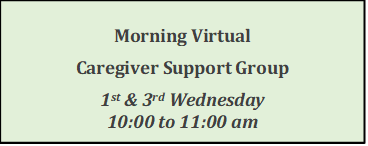 Morning Virtual
Caregiver Support Group
1st & 3rd Wednesday
10:00 to 11:00 am